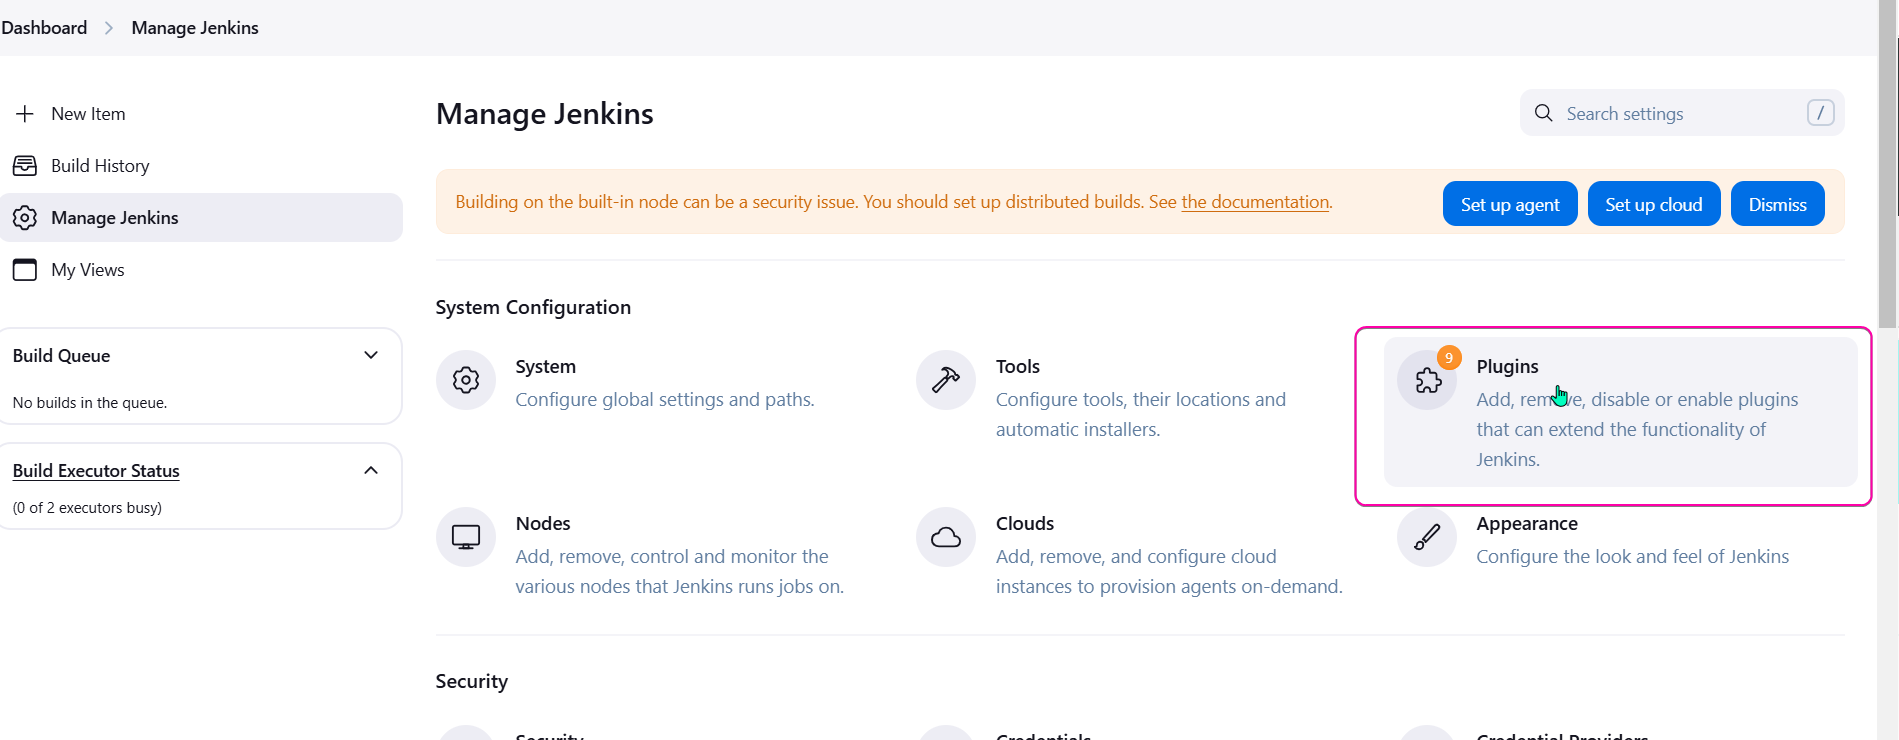 Dashboard > Manage Jenkins
New Item
Build History
Manage Jenkins
My Views
Build Queue
No builds in the queue.
Build Executor Status
(0 of 2 executors busy)
Manage Jenkins
Search settings /
Building on the built-in node can be a security issue. You should set up distributed builds. See the documentation.
Set up agent
Set up cloud
Dismiss
System Configuration
System
Configure global settings and paths.
Tools
Configure tools, their locations and
automatic installers.
9
Plugins
Add, remove, disable or enable plugins
that can extend the functionality of
Jenkins.
Nodes
Add, remove, control and monitor the
various nodes that Jenkins runs jobs on.
Clouds
Add, remove, and configure cloud
instances to provision agents on-demand.
Appearance
Configure the look and feel of Jenkins
Security
Security
Credentials
Credential Providers